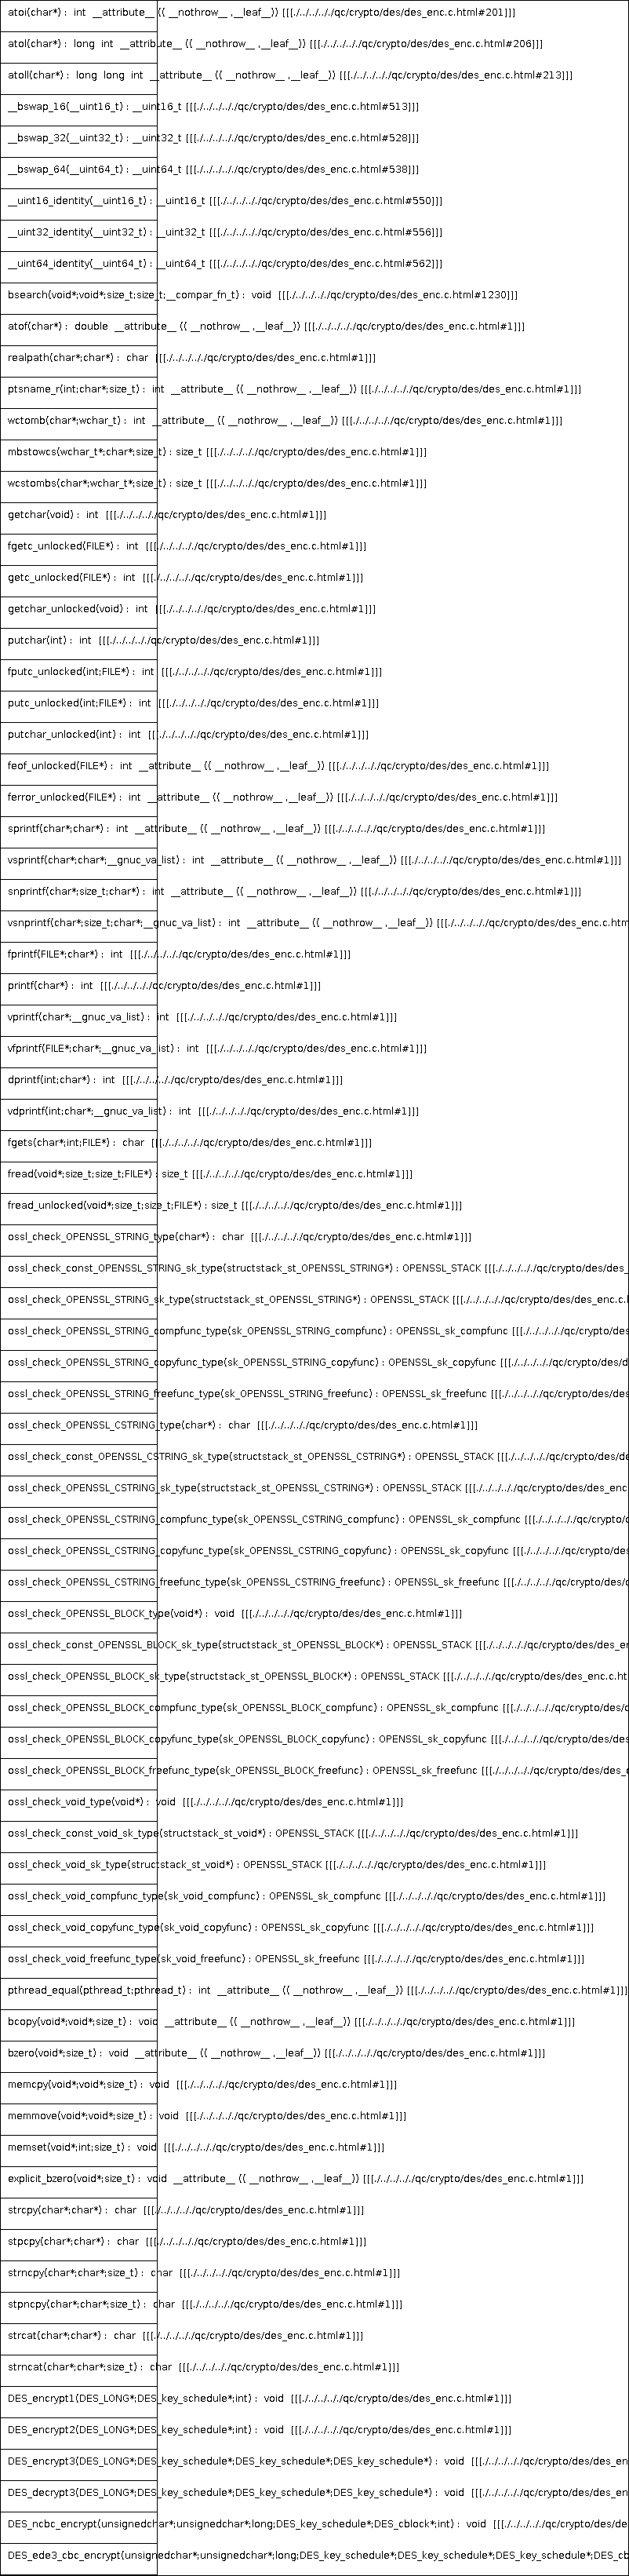 atoi(char*) : int __attribute__ (( __nothrow__ ,__leaf__)) [[[./../../../qc/crypto/des/des_enc.c.html#201]]]
atol(char*) : long int __attribute__ (( __nothrow__ ,__leaf__)) [[[./../../../qc/crypto/des/des_enc.c.html#206]]]
atoll(char*) : long long int __attribute__ (( __nothrow__ ,__leaf__)) [[[./../../../qc/crypto/des/des_enc.c.html#213]]]
__bswap_16(__uint16_t) : __uint16_t [[[./../../../qc/crypto/des/des_enc.c.html#513]]]
__bswap_32(__uint32_t) : __uint32_t [[[./../../../qc/crypto/des/des_enc.c.html#528]]]
__bswap_64(__uint64_t) : __uint64_t [[[./../../../qc/crypto/des/des_enc.c.html#538]]]
__uint16_identity(__uint16_t) : __uint16_t [[[./../../../qc/crypto/des/des_enc.c.html#550]]]
__uint32_identity(__uint32_t) : __uint32_t [[[./../../../qc/crypto/des/des_enc.c.html#556]]]
__uint64_identity(__uint64_t) : __uint64_t [[[./../../../qc/crypto/des/des_enc.c.html#562]]]
bsearch(void*;void*;size_t;size_t;__compar_fn_t) : void [[[./../../../qc/crypto/des/des_enc.c.html#1230]]]
atof(char*) : double __attribute__ (( __nothrow__ ,__leaf__)) [[[./../../../qc/crypto/des/des_enc.c.html#1]]]
realpath(char*;char*) : char [[[./../../../qc/crypto/des/des_enc.c.html#1]]]
ptsname_r(int;char*;size_t) : int __attribute__ (( __nothrow__ ,__leaf__)) [[[./../../../qc/crypto/des/des_enc.c.html#1]]]
wctomb(char*;wchar_t) : int __attribute__ (( __nothrow__ ,__leaf__)) [[[./../../../qc/crypto/des/des_enc.c.html#1]]]
mbstowcs(wchar_t*;char*;size_t) : size_t [[[./../../../qc/crypto/des/des_enc.c.html#1]]]
wcstombs(char*;wchar_t*;size_t) : size_t [[[./../../../qc/crypto/des/des_enc.c.html#1]]]
getchar(void) : int [[[./../../../qc/crypto/des/des_enc.c.html#1]]]
fgetc_unlocked(FILE*) : int [[[./../../../qc/crypto/des/des_enc.c.html#1]]]
getc_unlocked(FILE*) : int [[[./../../../qc/crypto/des/des_enc.c.html#1]]]
getchar_unlocked(void) : int [[[./../../../qc/crypto/des/des_enc.c.html#1]]]
putchar(int) : int [[[./../../../qc/crypto/des/des_enc.c.html#1]]]
fputc_unlocked(int;FILE*) : int [[[./../../../qc/crypto/des/des_enc.c.html#1]]]
putc_unlocked(int;FILE*) : int [[[./../../../qc/crypto/des/des_enc.c.html#1]]]
putchar_unlocked(int) : int [[[./../../../qc/crypto/des/des_enc.c.html#1]]]
feof_unlocked(FILE*) : int __attribute__ (( __nothrow__ ,__leaf__)) [[[./../../../qc/crypto/des/des_enc.c.html#1]]]
ferror_unlocked(FILE*) : int __attribute__ (( __nothrow__ ,__leaf__)) [[[./../../../qc/crypto/des/des_enc.c.html#1]]]
sprintf(char*;char*) : int __attribute__ (( __nothrow__ ,__leaf__)) [[[./../../../qc/crypto/des/des_enc.c.html#1]]]
vsprintf(char*;char*;__gnuc_va_list) : int __attribute__ (( __nothrow__ ,__leaf__)) [[[./../../../qc/crypto/des/des_enc.c.html#1]]]
snprintf(char*;size_t;char*) : int __attribute__ (( __nothrow__ ,__leaf__)) [[[./../../../qc/crypto/des/des_enc.c.html#1]]]
vsnprintf(char*;size_t;char*;__gnuc_va_list) : int __attribute__ (( __nothrow__ ,__leaf__)) [[[./../../../qc/crypto/des/des_enc.c.htm
fprintf(FILE*;char*) : int [[[./../../../qc/crypto/des/des_enc.c.html#1]]]
printf(char*) : int [[[./../../../qc/crypto/des/des_enc.c.html#1]]]
vprintf(char*;__gnuc_va_list) : int [[[./../../../qc/crypto/des/des_enc.c.html#1]]]
vfprintf(FILE*;char*;__gnuc_va_list) : int [[[./../../../qc/crypto/des/des_enc.c.html#1]]]
dprintf(int;char*) : int [[[./../../../qc/crypto/des/des_enc.c.html#1]]]
vdprintf(int;char*;__gnuc_va_list) : int [[[./../../../qc/crypto/des/des_enc.c.html#1]]]
fgets(char*;int;FILE*) : char [[[./../../../qc/crypto/des/des_enc.c.html#1]]]
fread(void*;size_t;size_t;FILE*) : size_t [[[./../../../qc/crypto/des/des_enc.c.html#1]]]
fread_unlocked(void*;size_t;size_t;FILE*) : size_t [[[./../../../qc/crypto/des/des_enc.c.html#1]]]
ossl_check_OPENSSL_STRING_type(char*) : char [[[./../../../qc/crypto/des/des_enc.c.html#1]]]
ossl_check_const_OPENSSL_STRING_sk_type(structstack_st_OPENSSL_STRING*) : OPENSSL_STACK [[[./../../../qc/crypto/des/des_
ossl_check_OPENSSL_STRING_sk_type(structstack_st_OPENSSL_STRING*) : OPENSSL_STACK [[[./../../../qc/crypto/des/des_enc.c.
ossl_check_OPENSSL_STRING_compfunc_type(sk_OPENSSL_STRING_compfunc) : OPENSSL_sk_compfunc [[[./../../../qc/crypto/des
ossl_check_OPENSSL_STRING_copyfunc_type(sk_OPENSSL_STRING_copyfunc) : OPENSSL_sk_copyfunc [[[./../../../qc/crypto/des/d
ossl_check_OPENSSL_STRING_freefunc_type(sk_OPENSSL_STRING_freefunc) : OPENSSL_sk_freefunc [[[./../../../qc/crypto/des/des
ossl_check_OPENSSL_CSTRING_type(char*) : char [[[./../../../qc/crypto/des/des_enc.c.html#1]]]
ossl_check_const_OPENSSL_CSTRING_sk_type(structstack_st_OPENSSL_CSTRING*) : OPENSSL_STACK [[[./../../../qc/crypto/des/de
ossl_check_OPENSSL_CSTRING_sk_type(structstack_st_OPENSSL_CSTRING*) : OPENSSL_STACK [[[./../../../qc/crypto/des/des_enc
ossl_check_OPENSSL_CSTRING_compfunc_type(sk_OPENSSL_CSTRING_compfunc) : OPENSSL_sk_compfunc [[[./../../../qc/crypto/d
ossl_check_OPENSSL_CSTRING_copyfunc_type(sk_OPENSSL_CSTRING_copyfunc) : OPENSSL_sk_copyfunc [[[./../../../qc/crypto/des
ossl_check_OPENSSL_CSTRING_freefunc_type(sk_OPENSSL_CSTRING_freefunc) : OPENSSL_sk_freefunc [[[./../../../qc/crypto/des/d
ossl_check_OPENSSL_BLOCK_type(void*) : void [[[./../../../qc/crypto/des/des_enc.c.html#1]]]
ossl_check_const_OPENSSL_BLOCK_sk_type(structstack_st_OPENSSL_BLOCK*) : OPENSSL_STACK [[[./../../../qc/crypto/des/des_en
ossl_check_OPENSSL_BLOCK_sk_type(structstack_st_OPENSSL_BLOCK*) : OPENSSL_STACK [[[./../../../qc/crypto/des/des_enc.c.ht
ossl_check_OPENSSL_BLOCK_compfunc_type(sk_OPENSSL_BLOCK_compfunc) : OPENSSL_sk_compfunc [[[./../../../qc/crypto/des/d
ossl_check_OPENSSL_BLOCK_copyfunc_type(sk_OPENSSL_BLOCK_copyfunc) : OPENSSL_sk_copyfunc [[[./../../../qc/crypto/des/des
ossl_check_OPENSSL_BLOCK_freefunc_type(sk_OPENSSL_BLOCK_freefunc) : OPENSSL_sk_freefunc [[[./../../../qc/crypto/des/des_e
ossl_check_void_type(void*) : void [[[./../../../qc/crypto/des/des_enc.c.html#1]]]
ossl_check_const_void_sk_type(structstack_st_void*) : OPENSSL_STACK [[[./../../../qc/crypto/des/des_enc.c.html#1]]]
ossl_check_void_sk_type(structstack_st_void*) : OPENSSL_STACK [[[./../../../qc/crypto/des/des_enc.c.html#1]]]
ossl_check_void_compfunc_type(sk_void_compfunc) : OPENSSL_sk_compfunc [[[./../../../qc/crypto/des/des_enc.c.html#1]]]
ossl_check_void_copyfunc_type(sk_void_copyfunc) : OPENSSL_sk_copyfunc [[[./../../../qc/crypto/des/des_enc.c.html#1]]]
ossl_check_void_freefunc_type(sk_void_freefunc) : OPENSSL_sk_freefunc [[[./../../../qc/crypto/des/des_enc.c.html#1]]]
pthread_equal(pthread_t;pthread_t) : int __attribute__ (( __nothrow__ ,__leaf__)) [[[./../../../qc/crypto/des/des_enc.c.html#1]]]
bcopy(void*;void*;size_t) : void __attribute__ (( __nothrow__ ,__leaf__)) [[[./../../../qc/crypto/des/des_enc.c.html#1]]]
bzero(void*;size_t) : void __attribute__ (( __nothrow__ ,__leaf__)) [[[./../../../qc/crypto/des/des_enc.c.html#1]]]
memcpy(void*;void*;size_t) : void [[[./../../../qc/crypto/des/des_enc.c.html#1]]]
memmove(void*;void*;size_t) : void [[[./../../../qc/crypto/des/des_enc.c.html#1]]]
memset(void*;int;size_t) : void [[[./../../../qc/crypto/des/des_enc.c.html#1]]]
explicit_bzero(void*;size_t) : void __attribute__ (( __nothrow__ ,__leaf__)) [[[./../../../qc/crypto/des/des_enc.c.html#1]]]
strcpy(char*;char*) : char [[[./../../../qc/crypto/des/des_enc.c.html#1]]]
stpcpy(char*;char*) : char [[[./../../../qc/crypto/des/des_enc.c.html#1]]]
strncpy(char*;char*;size_t) : char [[[./../../../qc/crypto/des/des_enc.c.html#1]]]
stpncpy(char*;char*;size_t) : char [[[./../../../qc/crypto/des/des_enc.c.html#1]]]
strcat(char*;char*) : char [[[./../../../qc/crypto/des/des_enc.c.html#1]]]
strncat(char*;char*;size_t) : char [[[./../../../qc/crypto/des/des_enc.c.html#1]]]
DES_encrypt1(DES_LONG*;DES_key_schedule*;int) : void [[[./../../../qc/crypto/des/des_enc.c.html#1]]]
DES_encrypt2(DES_LONG*;DES_key_schedule*;int) : void [[[./../../../qc/crypto/des/des_enc.c.html#1]]]
DES_encrypt3(DES_LONG*;DES_key_schedule*;DES_key_schedule*;DES_key_schedule*) : void [[[./../../../qc/crypto/des/des_en
DES_decrypt3(DES_LONG*;DES_key_schedule*;DES_key_schedule*;DES_key_schedule*) : void [[[./../../../qc/crypto/des/des_en
DES_ncbc_encrypt(unsignedchar*;unsignedchar*;long;DES_key_schedule*;DES_cblock*;int) : void [[[./../../../qc/crypto/des/de
DES_ede3_cbc_encrypt(unsignedchar*;unsignedchar*;long;DES_key_schedule*;DES_key_schedule*;DES_key_schedule*;DES_cb